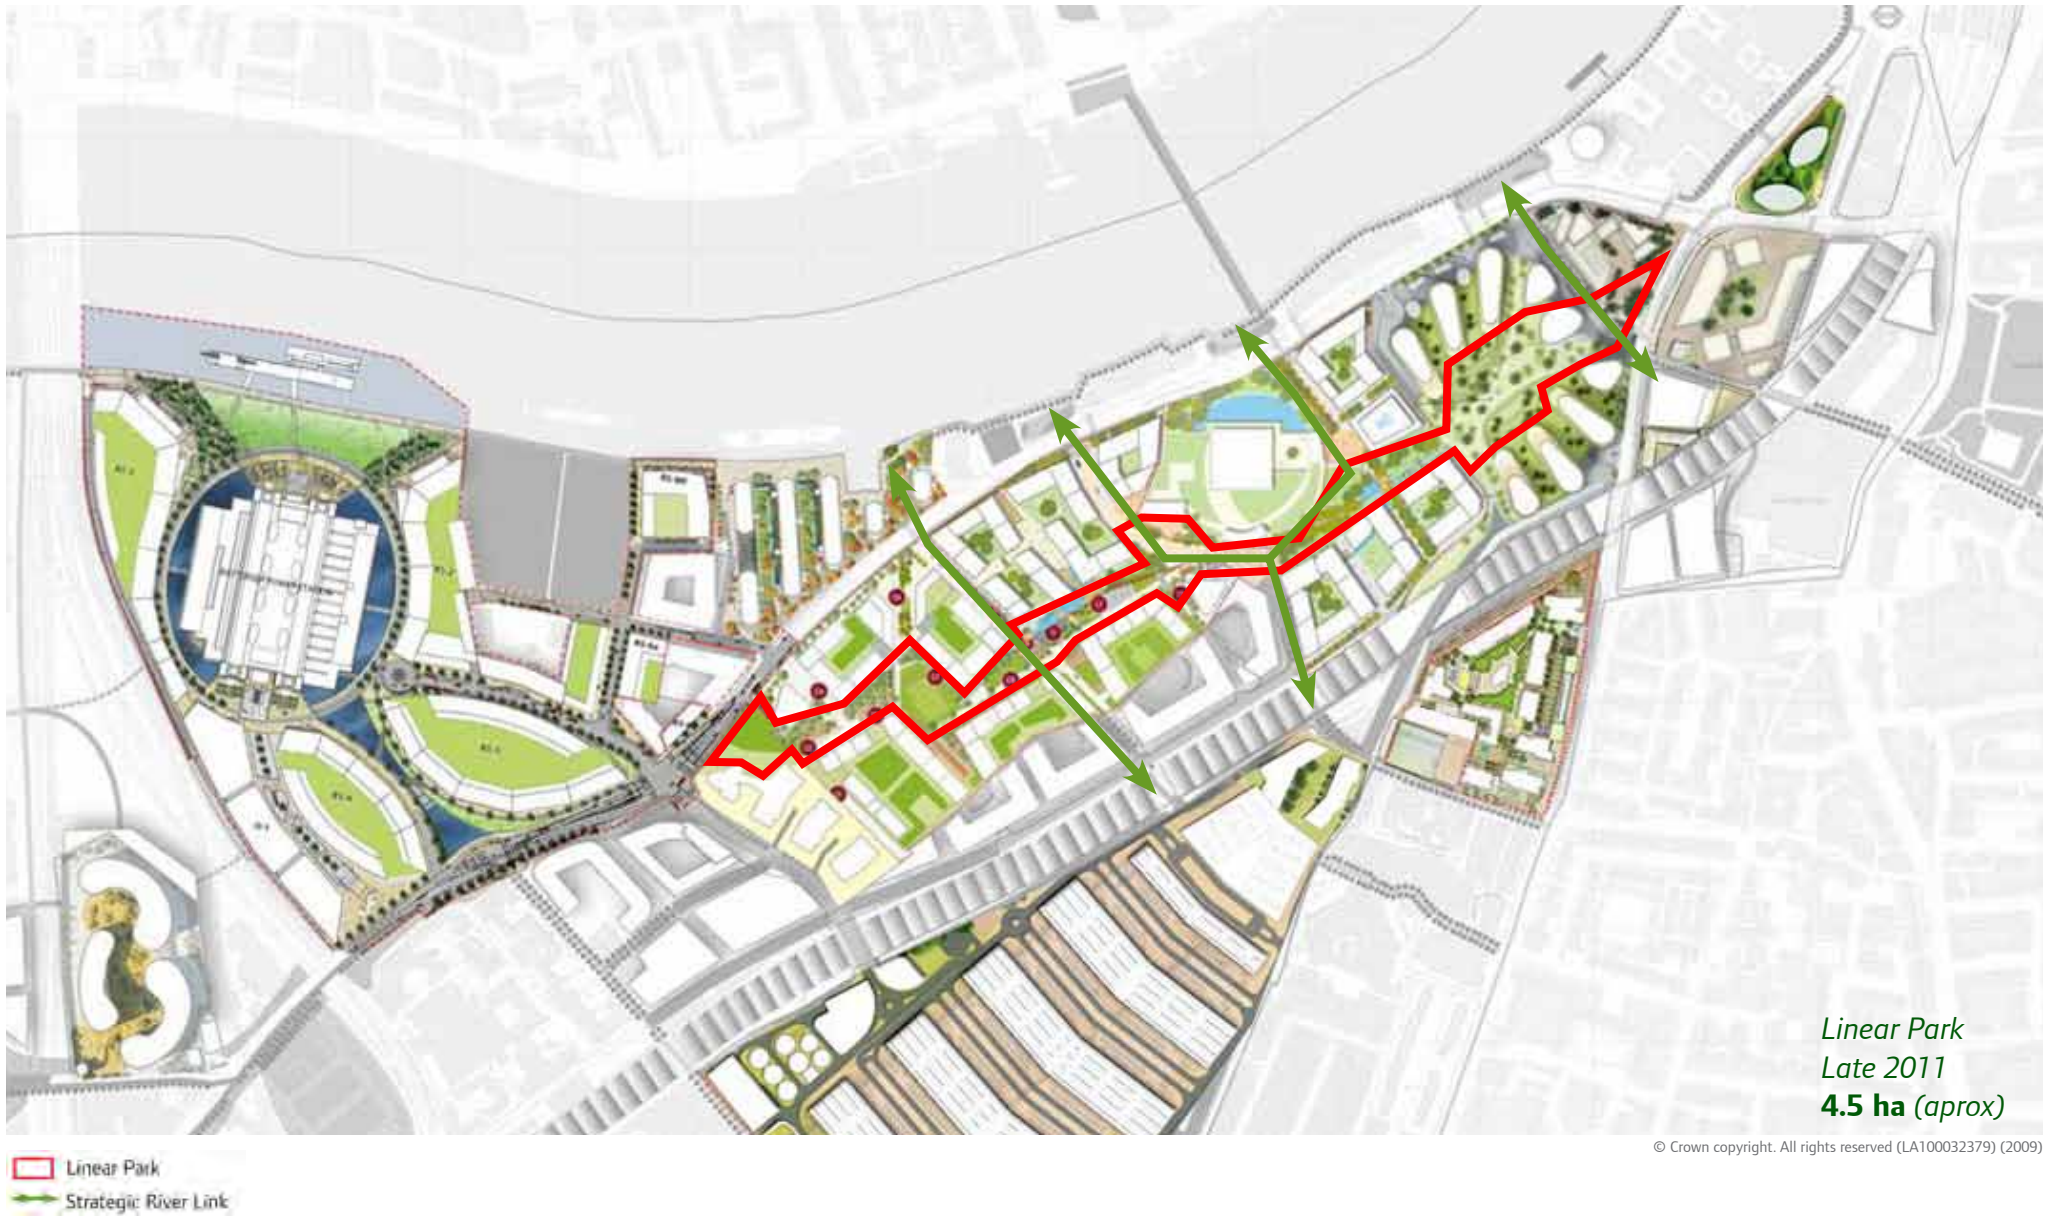 Linear Park
Late 2011
4.5 ha (aprox)
© Crown copyright. All rights reserved (LA100032379) (2009)
Linear Park
Strategic River Link